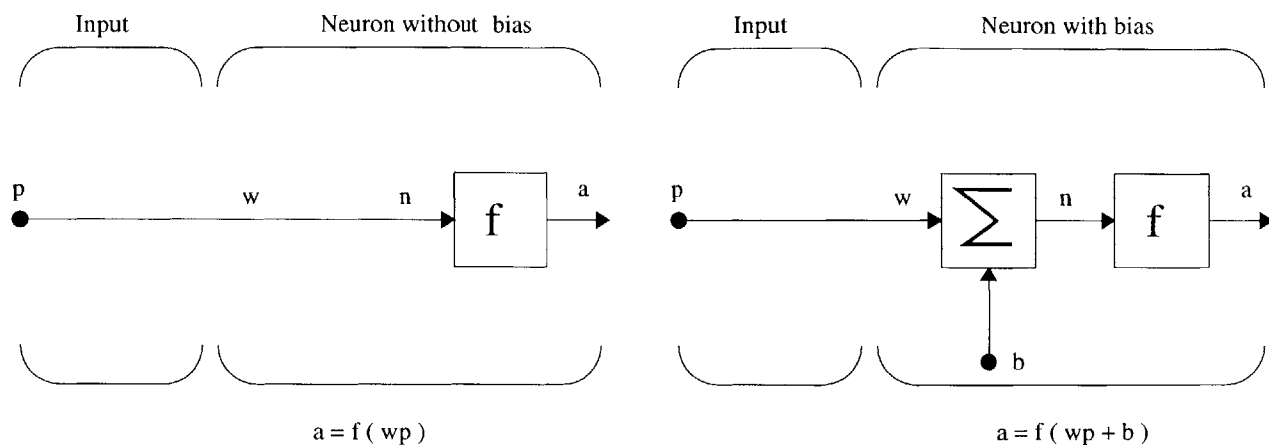 Input Neuron without bias Input Neuron with bias
p w n f a p w Σ n f a
b
a = f ( wp ) a = f ( wp + b )